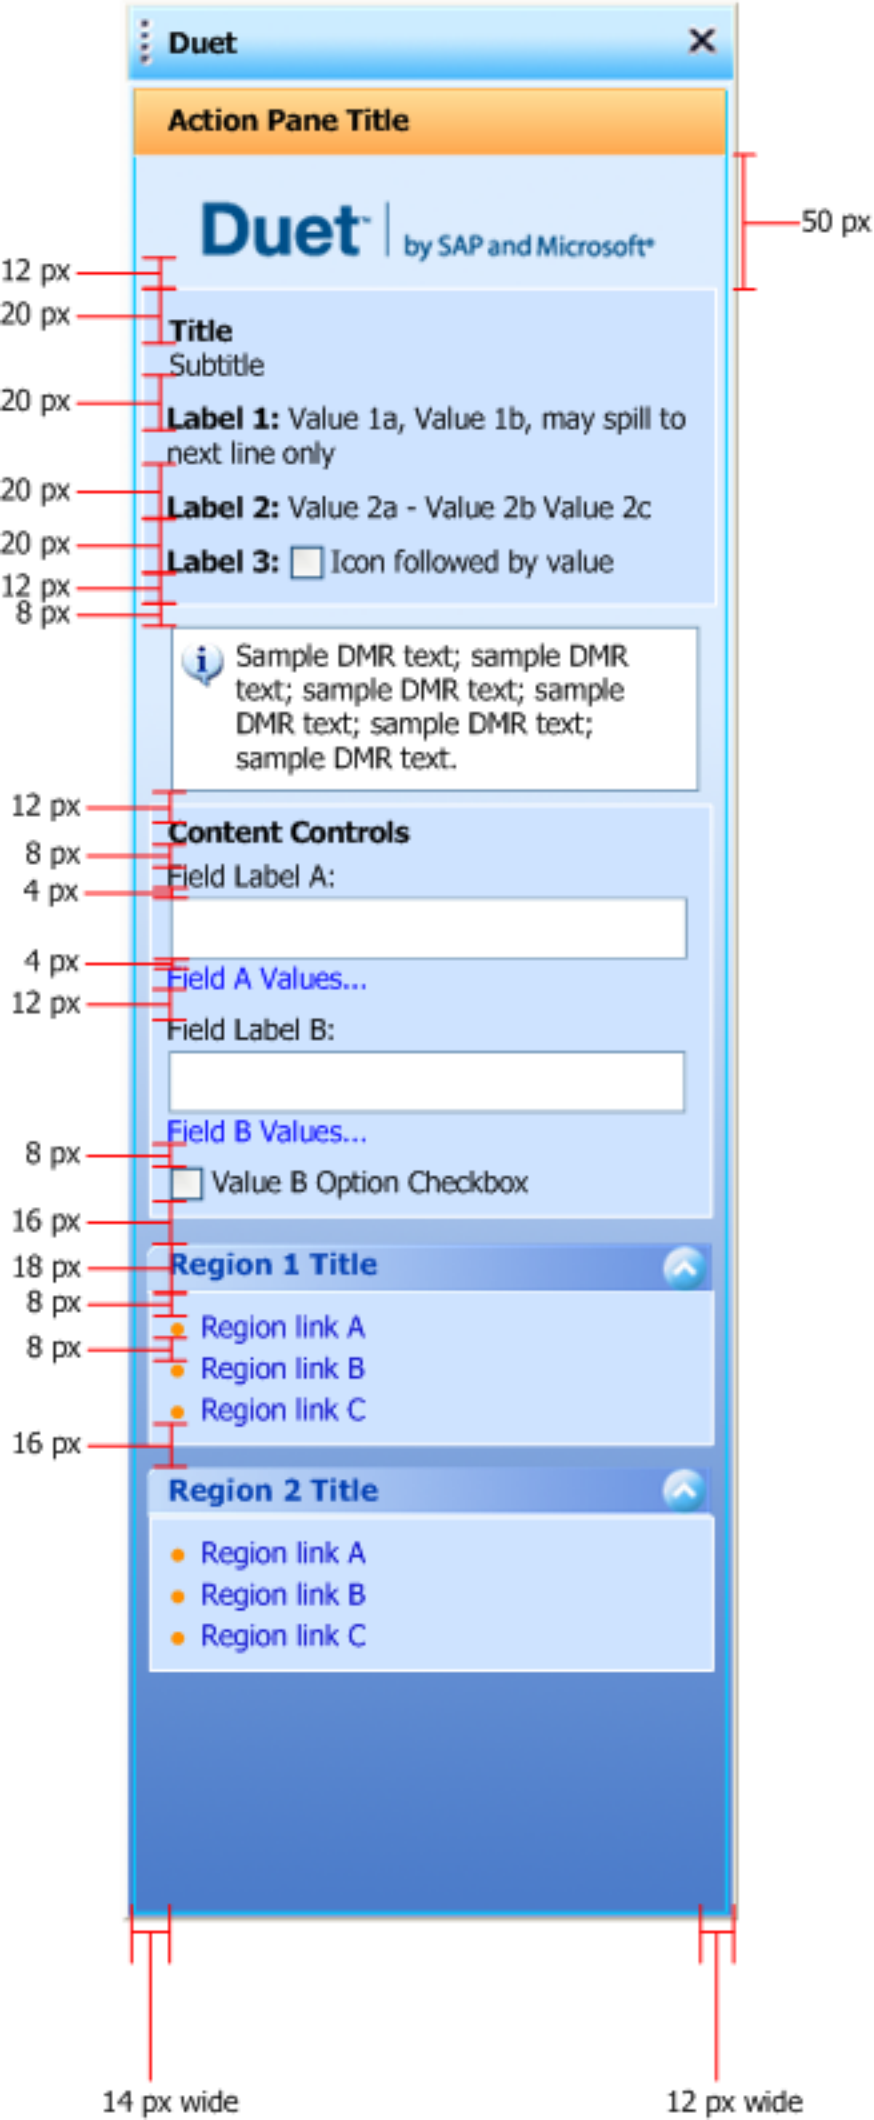 Duet
Action Pane Title
50 px
Duet™ by SAP and Microsoft®
12 px
20 px
Title
Subtitle
20 px
Label 1: Value 1a, Value 1b, may spill to
next line only
20 px
Label 2: Value 2a - Value 2b Value 2c
20 px
Label 3: Icon followed by value
12 px
8 px
Sample DMR text; sample DMR
text; sample DMR text; sample
DMR text; sample DMR text;
sample DMR text.
12 px
Content Controls
8 px
Field Label A:
4 px
4 px
Field A Values...
12 px
Field Label B:
Field B Values...
8 px
Value B Option Checkbox
16 px
18 px
Region 1 Title
8 px
Region link A
8 px
Region link B
Region link C
16 px
Region 2 Title
Region link A
Region link B
Region link C
14 px wide
12 px wide